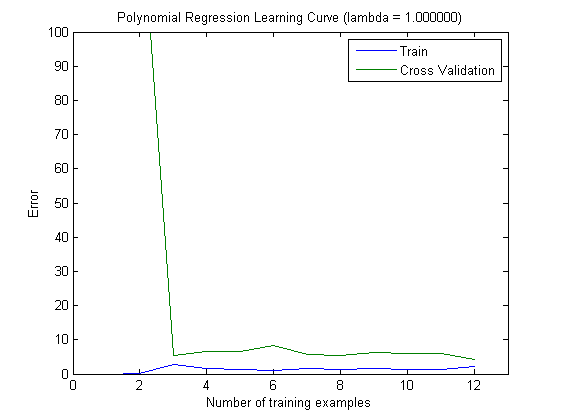 Polynomial Regression Learning Curve (lambda = 1.000000)
Train
Cross Validation
100
90
80
70
60
50
40
30
20
10
0
Error
0 2 4 6 8 10 12
Number of training examples